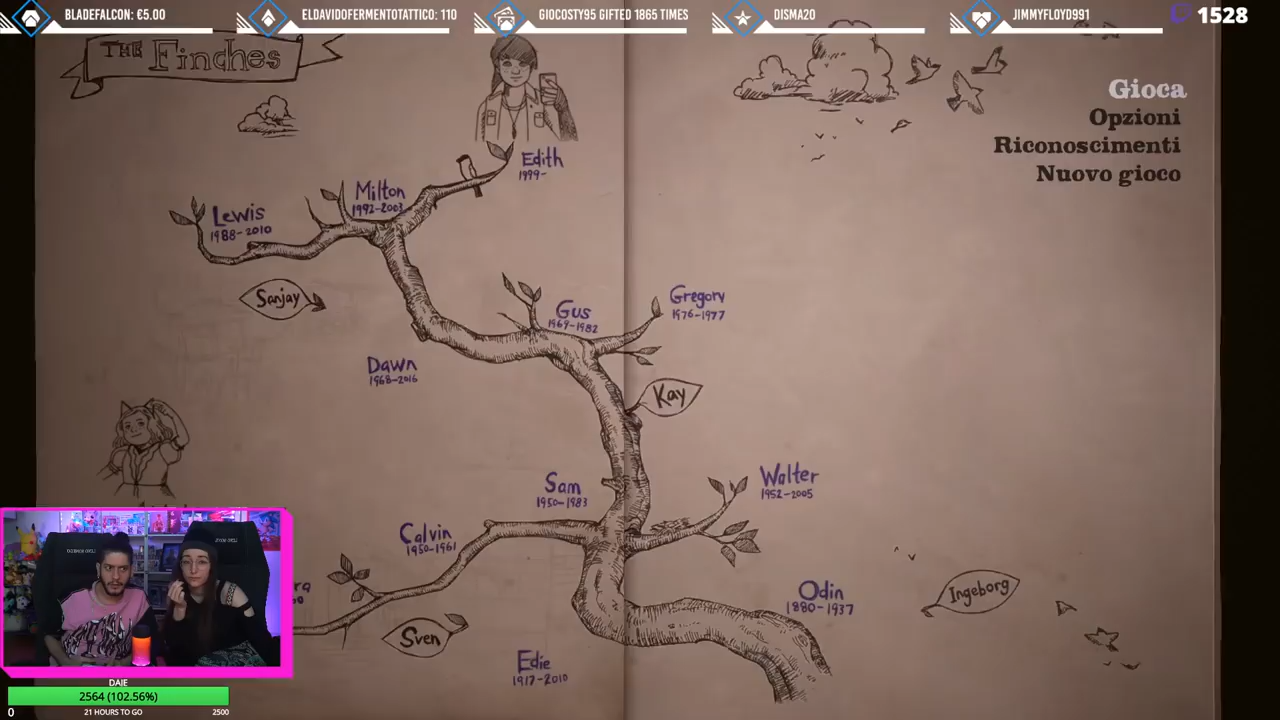 BLADEFALCON: €5.00
ELDAVIDOFERMENTOTATTICO: 110
GIOCOSTY95 GIFTED 1865 TIMES
DISMA20
JIMMYFLOYD991
1528
THE Finches
Gioca
Opzioni
Riconoscimenti
Nuovo gioco
Edith
1999-
Milton
1992-2003
Lewis
1988-2010
Sanjay
Gus
1969-1982
Gregory
1976-1977
Dawn
1968-2016
Kay
Sam
1950-1983
Walter
1952-2005
Calvin
1950-1961
Odin
1880-1937
Ingeborg
Sven
Edie
1917-2010
DAIE
2564 (102.56%)
0
21 HOURS TO GO
2500